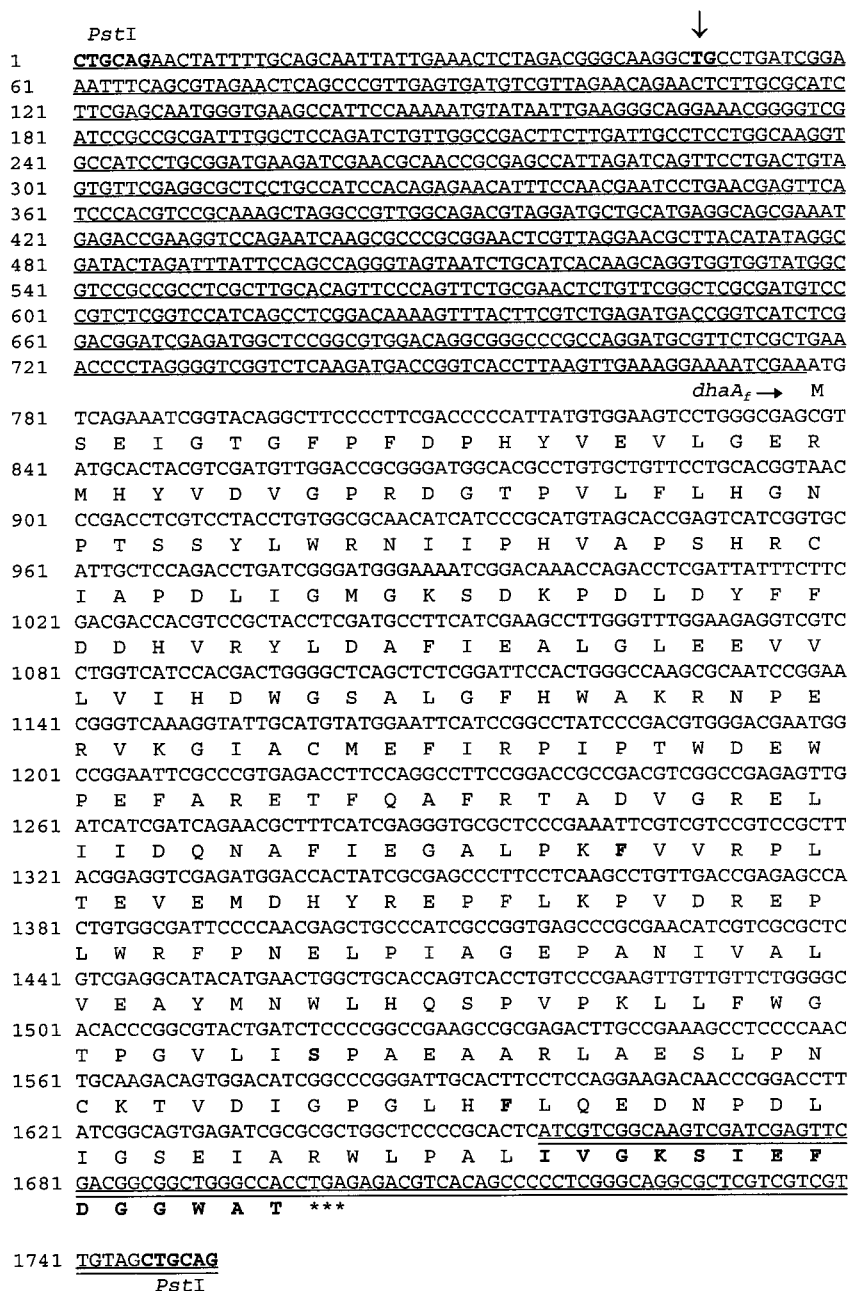 ↓
PstI
1 CTGCAGAACTATTTTGCAGCAATTATTGAAACTCTAGACGGGCAAGGCTGCCTGATCGGA
61 AATTTCAGCGTAGAACTCAGCCCGTTGAGTGATGTCGTTAGAACAGAACTCTTGCGCATC
121 TTCGAGCAATGGGTGAAGCCATTCCAAAAATGTATAATTGAAGGGCAGGAAACGGGGTCG
181 ATCCGCCGCGATTTGGCTCCAGATCTGTTGGCCGACTTCTTGATTGCCTCCTGGCAAGGT
241 GCCATCCTGCGGATGAAGATCGAACGCAACCGCGAGCCATTAGATCAGTTCCTGACTGTA
301 GTGTTCGAGGCGCTCCTGCCATCCACAGAGAACATTTCCAACGAATCCTGAACGAGTTCA
361 TCCCACGTCCGCAAAGCTAGGCCGTTGGCAGACGTAGGATGCTGCATGAGGCAGCGAAAT
421 GAGACCGAAGGTCCAGAATCAAGCGCCCGCGGAACTCGTTAGGAACGCTTACATATAGGC
481 GATACTAGATTTATTCCAGCCAGGGTAGTAATCTGCATCACAAGCAGGTGGTGGTATGGC
541 GTCCGCCGCCTCGCTTGCACAGTTCCCAGTTCTGCGAACTCTGTTCGGCTCGCGATGTCC
601 CGTCTCGGTCCATCAGCCTCGGACAAAAGTTTACTTCGTCTGAGATGACCGGTCATCTCG
661 GACGGATCGAGATGGCTCCGGCGTGGACAGGCGGGCCCGCCAGGATGCGTTCTCGCTGAA
721 ACCCCTAGGGGTCGGTCTCAAGATGACCGGTCACCTTAAGTTGAAAGGAAAATCGAAATG
dhaAf → M
781 TCAGAAATCGGTACAGGCTTCCCCTTCGACCCCCATTATGTGGAAGTCCTGGGCGAGCGT
S E I G T G F P F D P H Y V E V L G E R
841 ATGCACTACGTCGATGTTGGACCGCGGGATGGCACGCCTGTGCTGTTCCTGCACGGTAAC
M H Y V D V G P R D G T P V L F L H G N
901 CCGACCTCGTCCTACCTGTGGCGCAACATCATCCCGCATGTAGCACCGAGTCATCGGTGC
P T S S Y L W R N I I P H V A P S H R C
961 ATTGCTCCAGACCTGATCGGGATGGGAAAATCGGACAAACCAGACCTCGATTATTTCTTC
I A P D L I G M G K S D K P D L D Y F F
1021 GACGACCACGTCCGCTACCTCGATGCCTTCATCGAAGCCTTGGGTTTGGAAGAGGTCGTC
D D H V R Y L D A F I E A L G L E E V V
1081 CTGGTCATCCACGACTGGGGCTCAGCTCTCGGATTCCACTGGGCCAAGCGCAATCCGGAA
L V I H D W G S A L G F H W A K R N P E
1141 CGGGTCAAAGGTATTGCATGTATGGAATTCATCCGGCCTATCCCGACGTGGGACGAATGG
R V K G I A C M E F I R P I P T W D E W
1201 CCGGAATTCGCCCGTGAGACCTTCCAGGCCTTCCGGACCGCCGACGTCGGCCGAGAGTTG
P E F A R E T F Q A F R T A D V G R E L
1261 ATCATCGATCAGAACGCTTTCATCGAGGGTGCGCTCCCGAAATTCGTCGTCCGTCCGCTT
I I D Q N A F I E G A L P K F V V R P L
1321 ACGGAGGTCGAGATGGACCACTATCGCGAGCCCTTCCTCAAGCCTGTTGACCGAGAGCCA
T E V E M D H Y R E P F L K P V D R E P
1381 CTGTGGCGATTCCCCAACGAGCTGCCCATCGCCGGTGAGCCCGCGAACATCGTCGCGCTC
L W R F P N E L P I A G E P A N I V A L
1441 GTCGAGGCATACATGAACTGGCTGCACCAGTCACCTGTCCCGAAGTTGTTGTTCTGGGGC
V E A Y M N W L H Q S P V P K L L F W G
1501 ACACCCGGCGTACTGATCTCCCCGGCCGAAGCCGCGAGACTTGCCGAAAGCCTCCCCAAC
T P G V L I S P A E A A R L A E S L P N
1561 TGCAAGACAGTGGACATCGGCCCGGGATTGCACTTCCTCCAGGAAGACAACCCGGACCTT
C K T V D I G P G L H F L Q E D N P D L
1621 ATCGGCAGTGAGATCGCGCGCTGGCTCCCCGCACTCATCGTCGGCAAGTCGATCGAGTTC
I G S E I A R W L P A L I V G K S I E F
1681 GACGGCGGCTGGGCCACCTGAGAGACGTCACAGCCCCCCTCGGGCAGGCGCTCGTCGTCGT
D G G W A T ***
1741 TGTAGCTGCAG
PstI